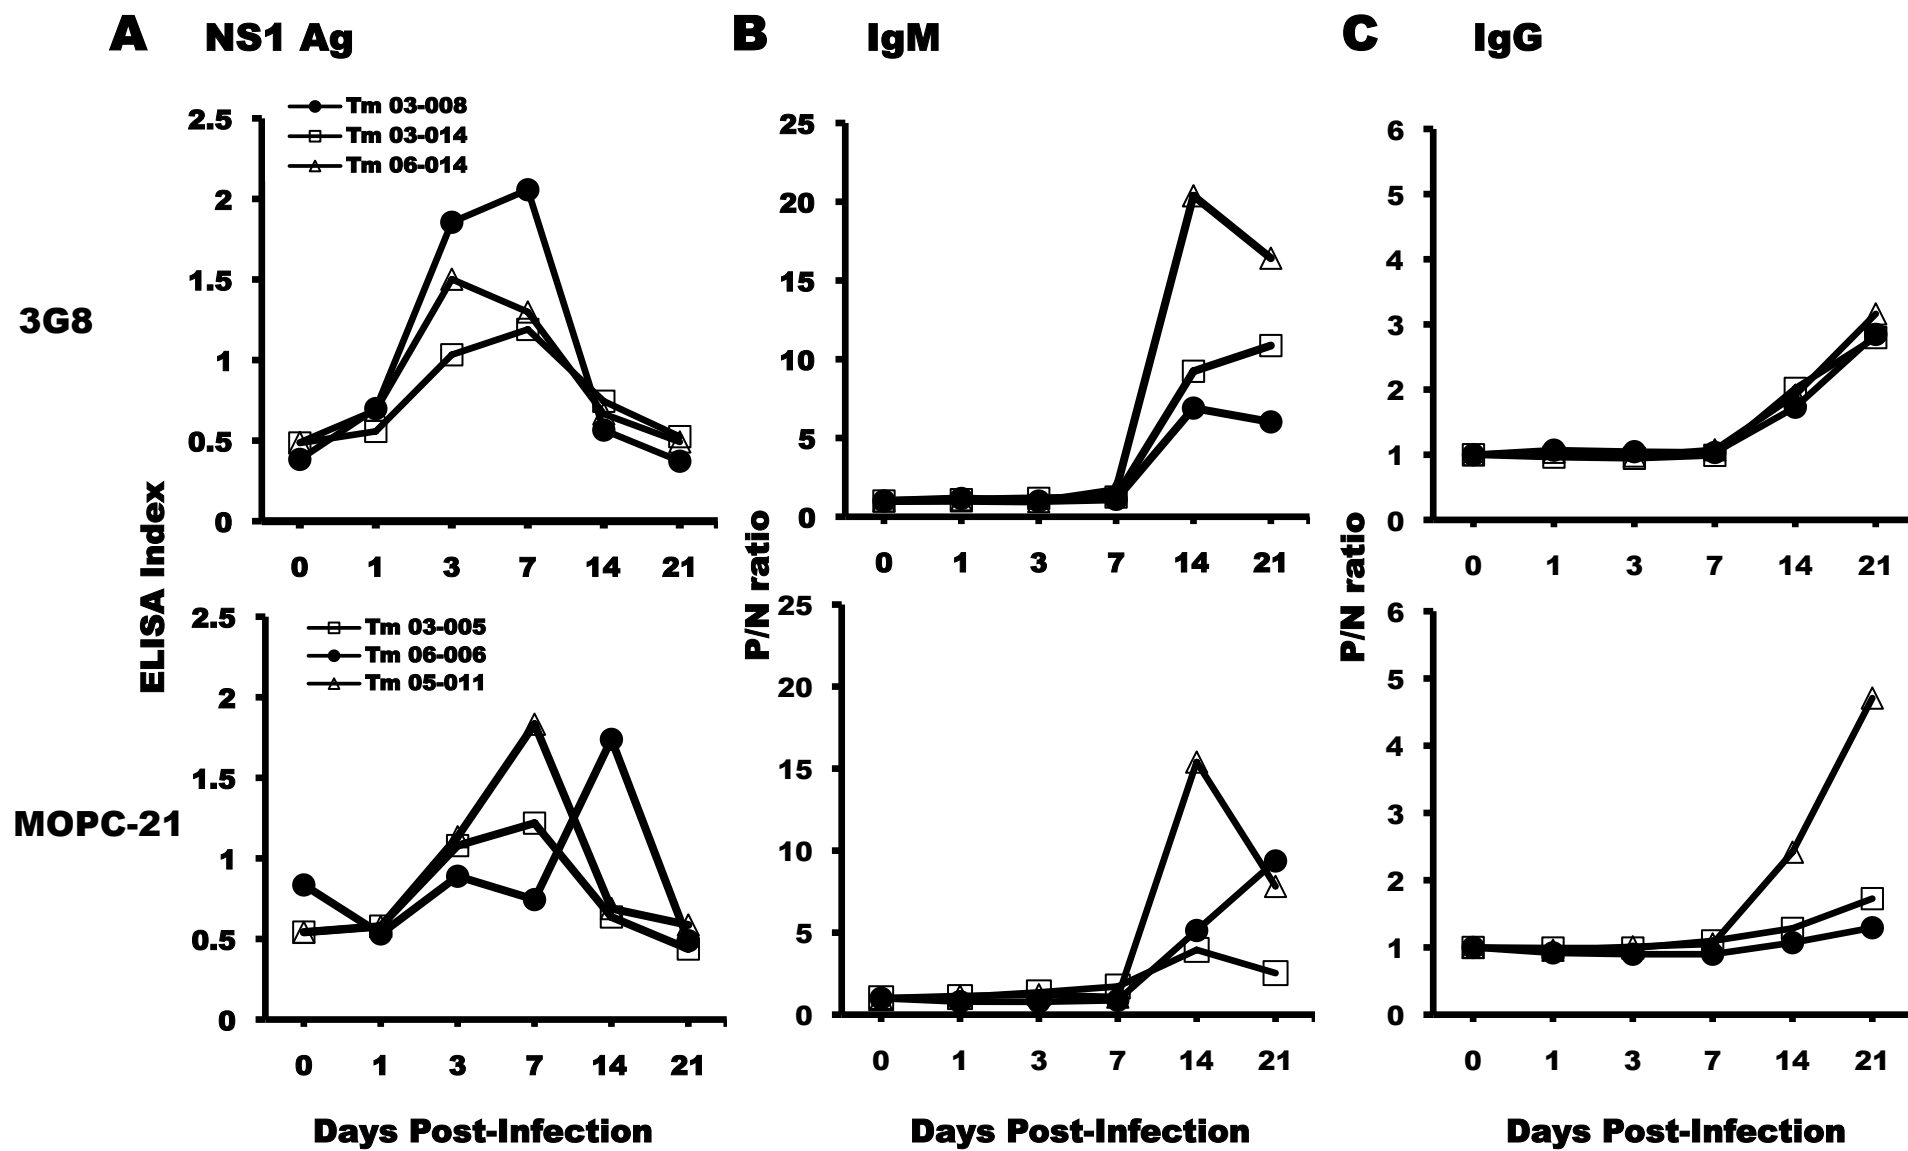 A NS1 Ag
B IgM
C IgG
3G8
MOPC-21
ELISA Index
Tm 03-008
Tm 03-014
Tm 06-014
2.5
2
1.5
1
0.5
0
0 1 3 7 14 21
P/N ratio
25
20
15
10
5
0
0 1 3 7 14 21
P/N ratio
6
5
4
3
2
1
0
0 1 3 7 14 21
Tm 03-005
Tm 06-006
Tm 05-011
2.5
2
1.5
1
0.5
0
0 1 3 7 14 21
Days Post-Infection
25
20
15
10
5
0
0 1 3 7 14 21
Days Post-Infection
6
5
4
3
2
1
0
0 1 3 7 14 21
Days Post-Infection